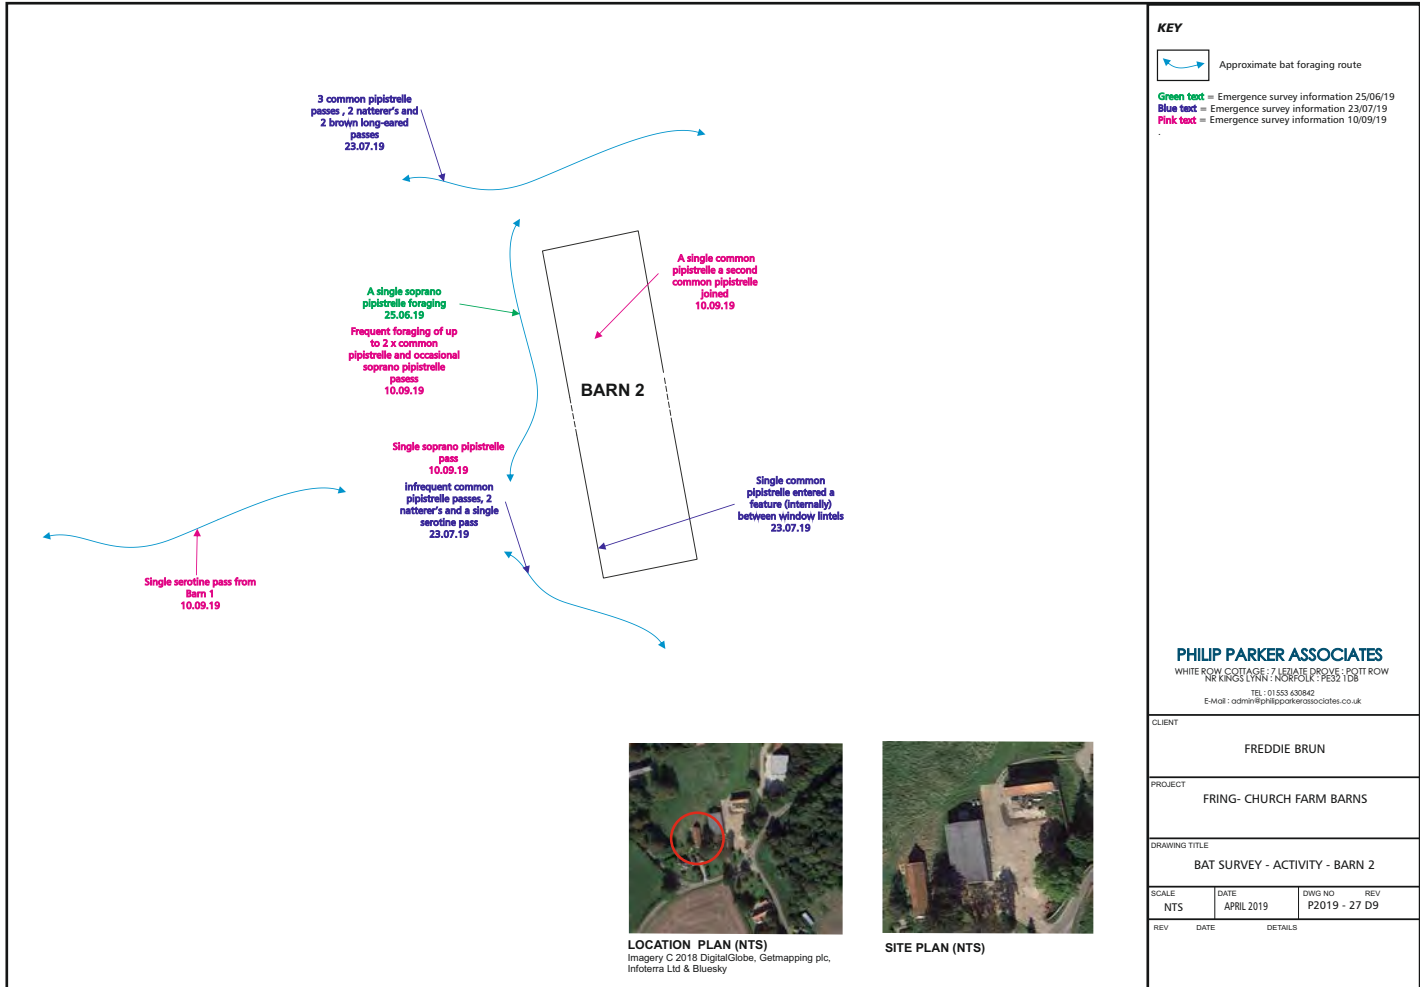 3 common pipistrelle
passes , 2 natterer's and
2 brown long-eared
passes
23.07.19
A single soprano
pipistrelle foraging
25.06.19
Frequent foraging of up
to 2 x common
pipistrelle and occasional
soprano pipistrelle
pasess
10.09.19
A single common
pipistrelle a second
common pipistrelle
joined
10.09.19
BARN 2
Single soprano pipistrelle
pass
10.09.19
infrequent common
pipistrelle passes, 2
natterer's and a single
serotine pass
23.07.19
Single common
pipistrelle entered a
feature (internally)
between window lintels
23.07.19
Single serotine pass from
Barn 1
10.09.19
LOCATION PLAN (NTS)
Imagery C 2018 DigitalGlobe, Getmapping plc,
Infoterra Ltd & Bluesky
SITE PLAN (NTS)
KEY
Approximate bat foraging route
Green text = Emergence survey information 25/06/19
Blue text = Emergence survey information 23/07/19
Pink text = Emergence survey information 10/09/19
.
PHILIP PARKER ASSOCIATES
WHITE ROW COTTAGE : 7 LEZIATE DROVE : POTT ROW
NR KINGS LYNN : NORFOLK : PE32 1DB
TEL : 01553 630842
E-Mail : admin@philipparkerassociates.co.uk
CLIENT
FREDDIE BRUN
PROJECT
FRING- CHURCH FARM BARNS
DRAWING TITLE
BAT SURVEY - ACTIVITY - BARN 2
SCALE DATE DWG NO REV
NTS APRIL 2019 P2019 - 27 D9
REV DATE DETAILS